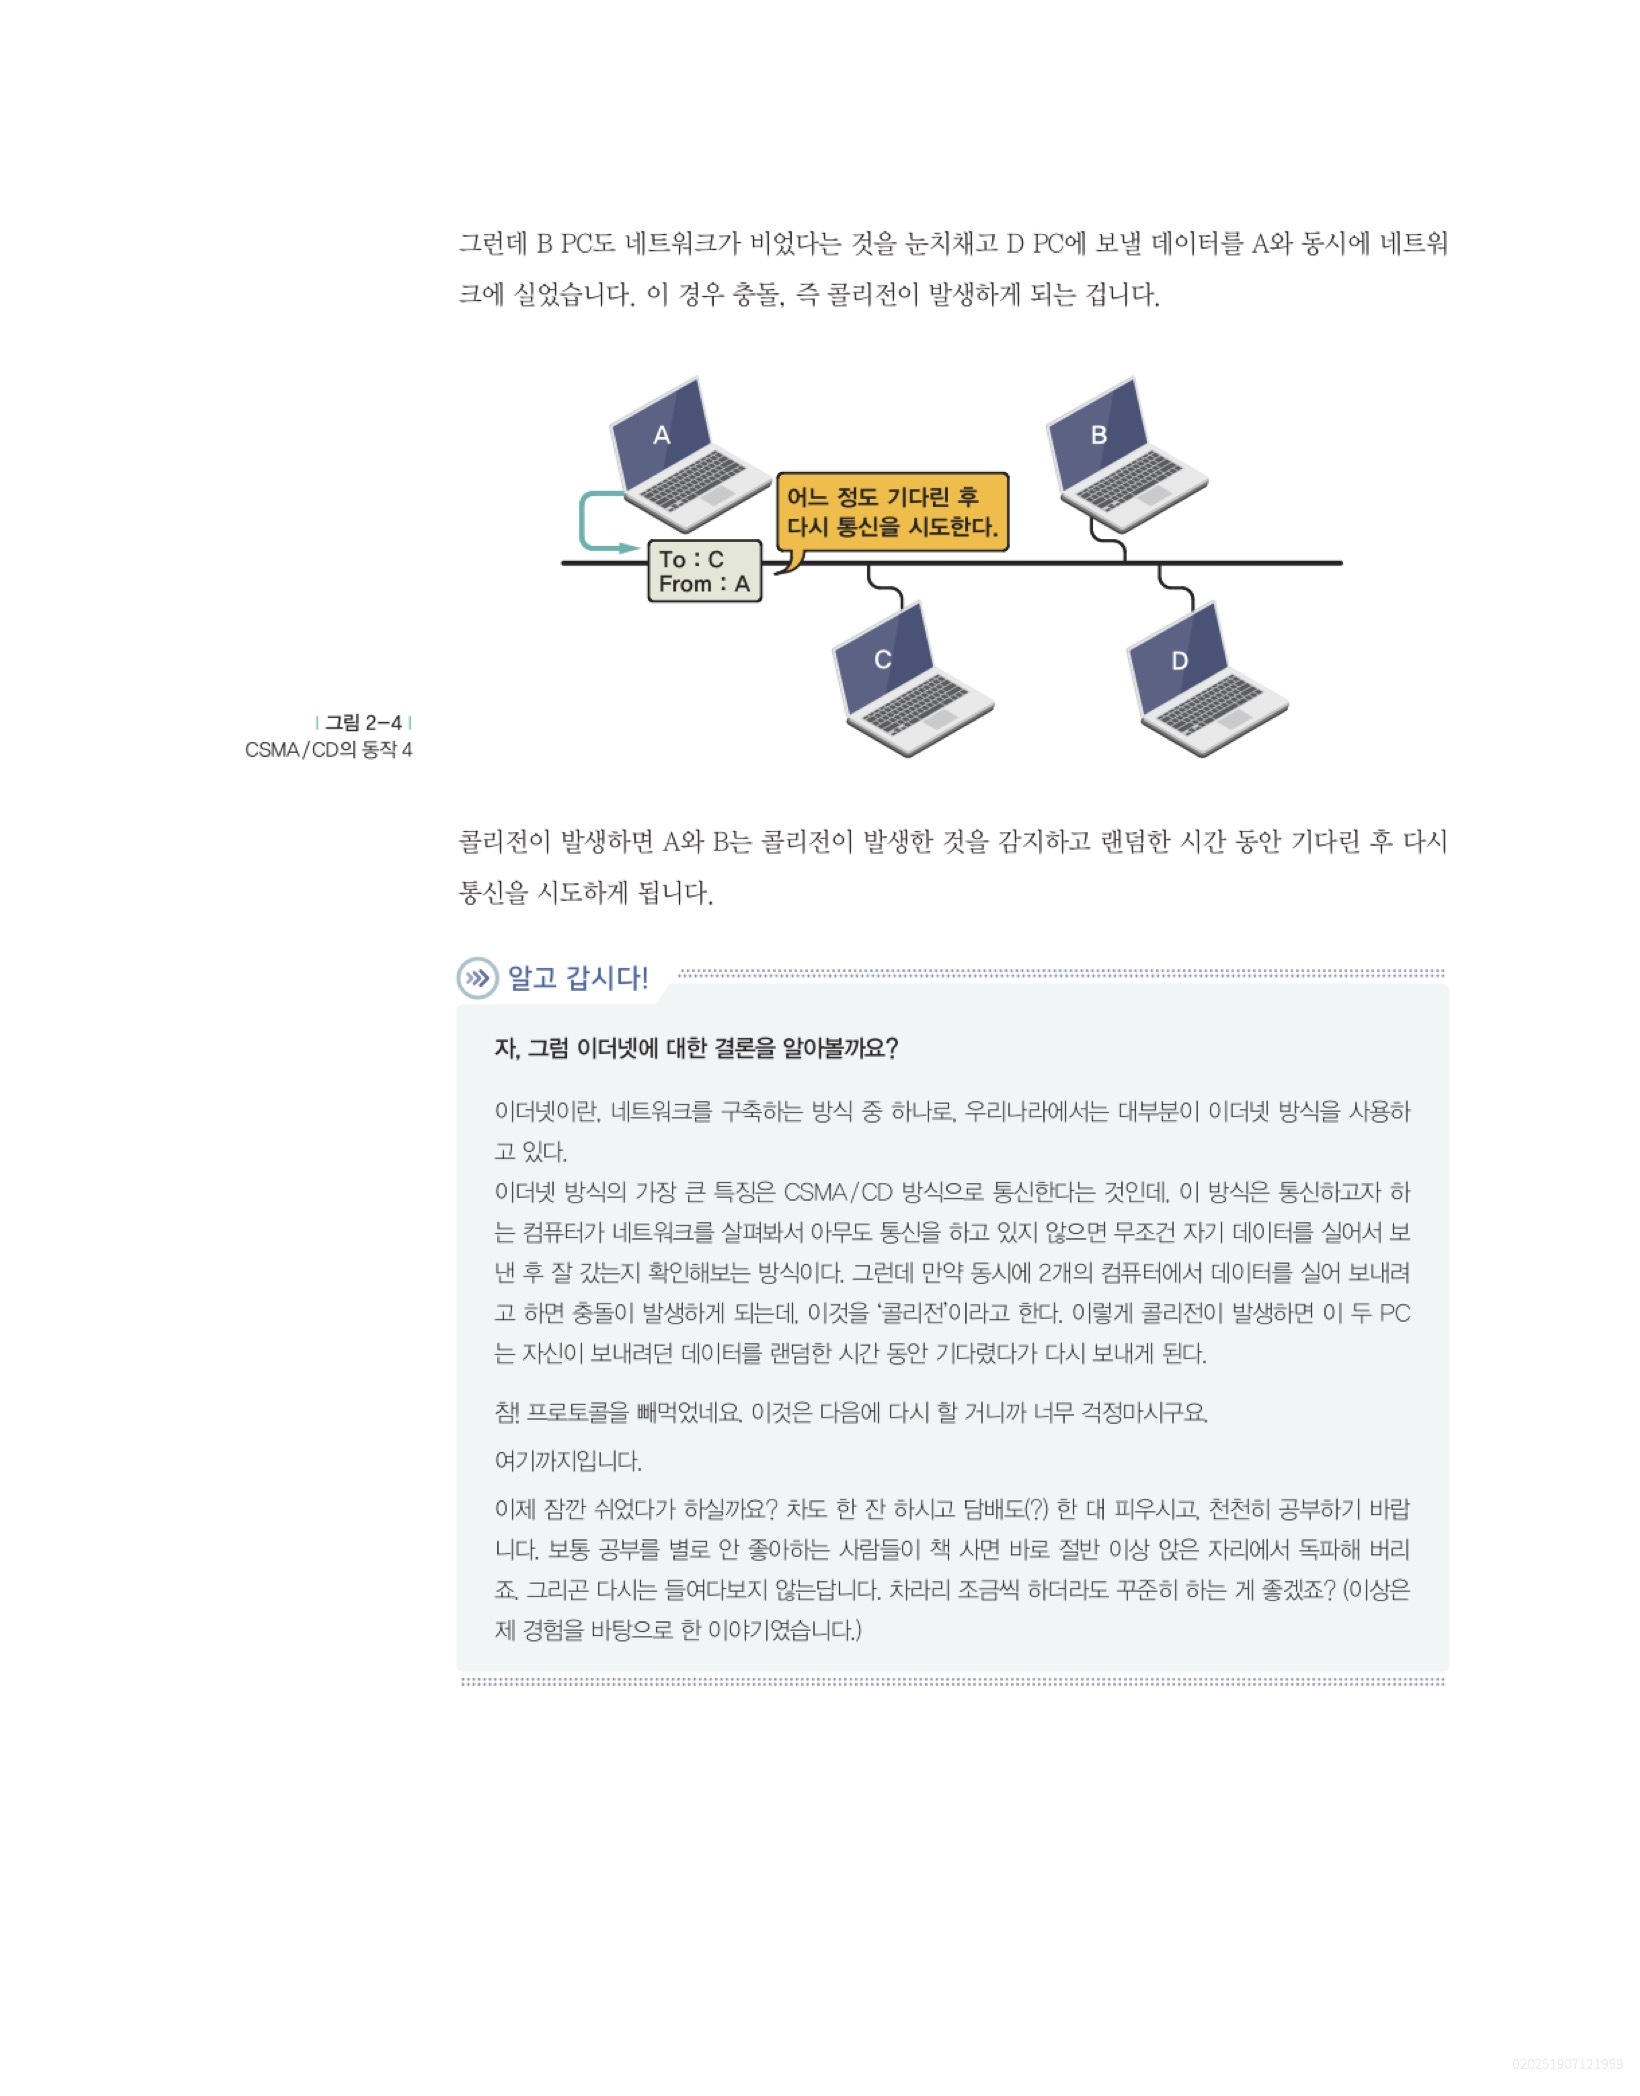 그런데 B PC도 네트워크가 비었다는 것을 눈치채고 D PC에 보낼 데이터를 A와 동시에 네트워
크에 실었습니다. 이 경우 충돌, 즉 콜리전이 발생하게 되는 겁니다.
A
B
어느 정도 기다린 후
다시 통신을 시도한다.
To : C
From : A
C
D
| 그림 2-4 |
CSMA/CD의 동작 4
콜리전이 발생하면 A와 B는 콜리전이 발생한 것을 감지하고 랜덤한 시간 동안 기다린 후 다시
통신을 시도하게 됩니다.
알고 갑시다!
자, 그럼 이더넷에 대한 결론을 알아볼까요?
이더넷이란, 네트워크를 구축하는 방식 중 하나로, 우리나라에서는 대부분이 이더넷 방식을 사용하
고 있다.
이더넷 방식의 가장 큰 특징은 CSMA/CD 방식으로 통신한다는 것인데, 이 방식은 통신하고자 하
는 컴퓨터가 네트워크를 살펴봐서 아무도 통신을 하고 있지 않으면 무조건 자기 데이터를 실어서 보
낸 후 잘 갔는지 확인해보는 방식이다. 그런데 만약 동시에 2개의 컴퓨터에서 데이터를 실어 보내려
고 하면 충돌이 발생하게 되는데, 이것을 ‘콜리전’이라고 한다. 이렇게 콜리전이 발생하면 이 두 PC
는 자신이 보내려던 데이터를 랜덤한 시간 동안 기다렸다가 다시 보내게 된다.
참! 프로토콜을 빼먹었네요. 이것은 다음에 다시 할 거니까 너무 걱정마시구요.
여기까지입니다.
이제 잠깐 쉬었다가 하실까요? 차도 한 잔 하시고 담배도(?) 한 대 피우시고, 천천히 공부하기 바랍
니다. 보통 공부를 별로 안 좋아하는 사람들이 책 사면 바로 절반 이상 앉은 자리에서 독파해 버리
죠. 그리곤 다시는 들여다보지 않는답니다. 차라리 조금씩 하더라도 꾸준히 하는 게 좋겠죠? (이상은
제 경험을 바탕으로 한 이야기였습니다.)
020251907121959